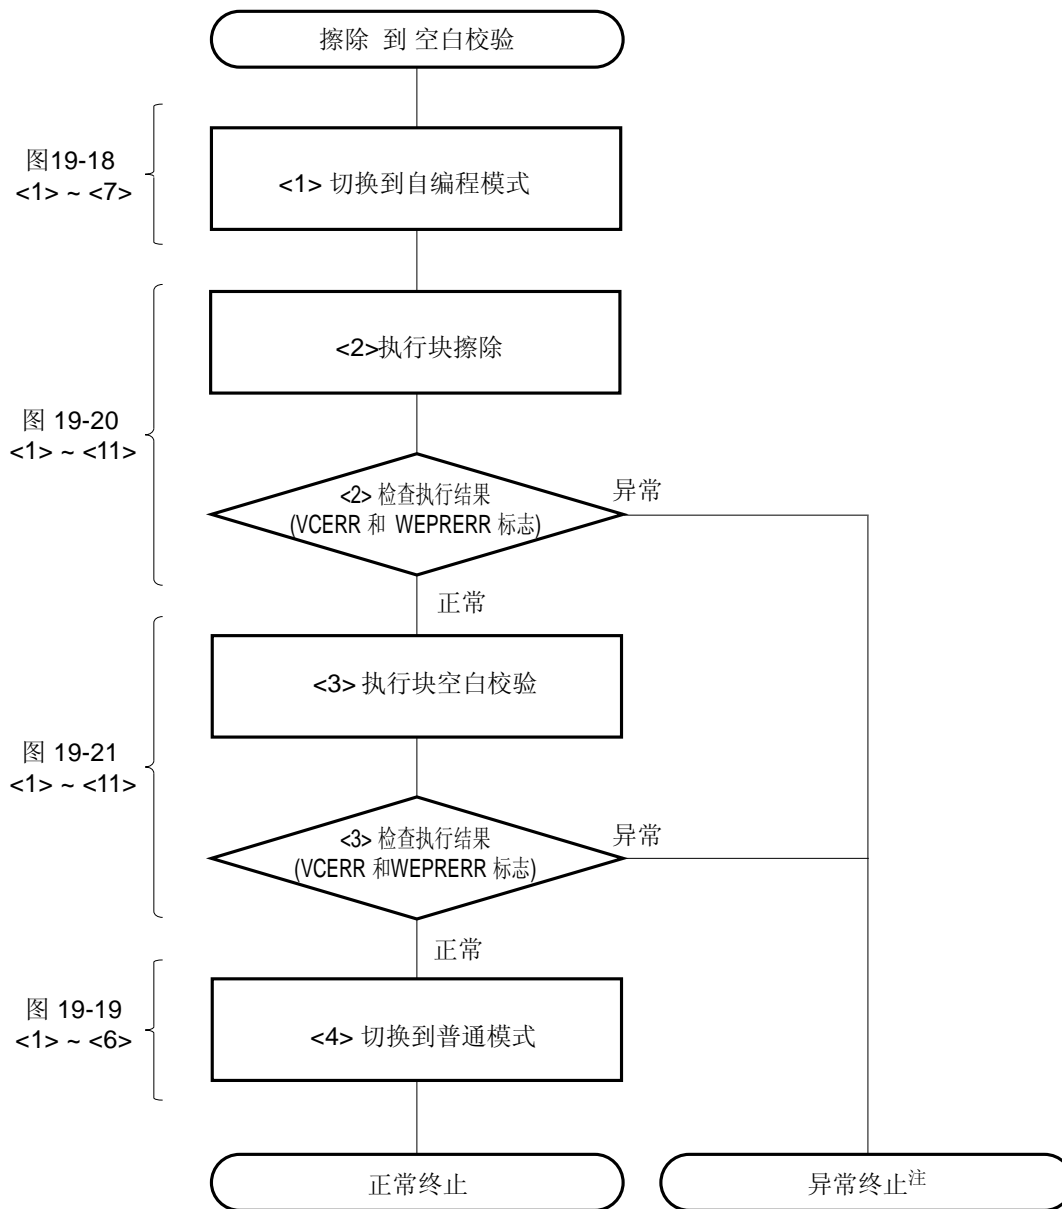 擦除 到 空白校验
图19-18
<1> ~ <7>
<1> 切换到自编程模式
<2>执行块擦除
图 19-20
<1> ~ <11>
<2> 检查执行结果
(VCERR 和 WEPRERR 标志)
异常
正常
<3> 执行块空白校验
图 19-21
<1> ~ <11>
<3> 检查执行结果
(VCERR 和WEPRERR 标志)
异常
正常
图 19-19
<1> ~ <6>
<4> 切换到普通模式
正常终止
异常终止注